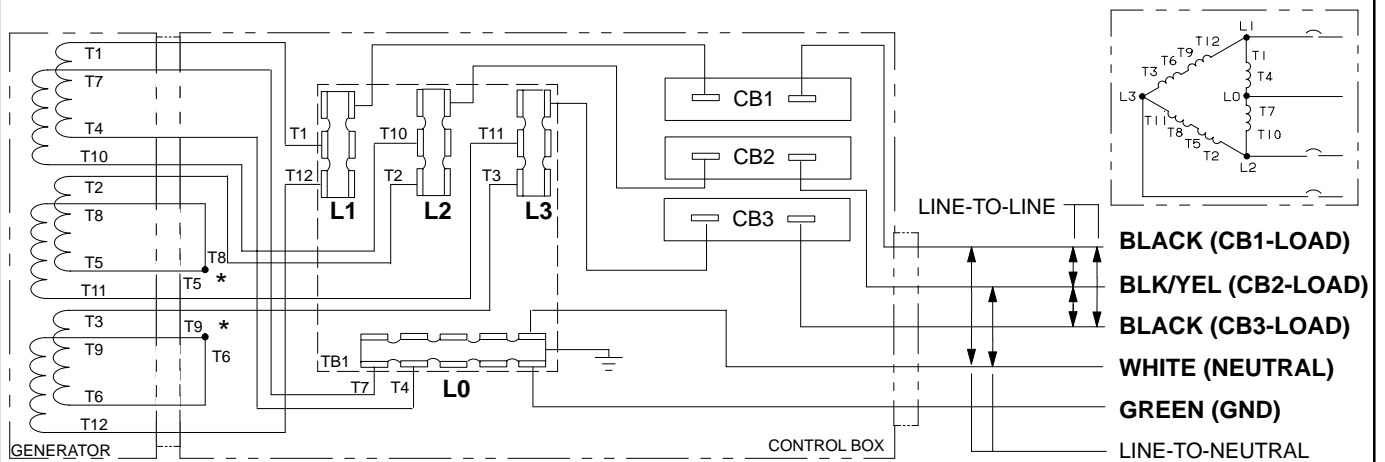 T1
T7
T4
T10
T2
T8
T5
T11
T3
T9
T6
T12
GENERATOR
T8
T5 *
T9 *
T6
T1
T12
L1
T10
T2
L2
T11
T3
L3
TB1
T7
T4
L0
CB1
CB2
CB3
CONTROL BOX
L1
T12
T9
T6
T3
T1
T4
L3
L0
T7
T10
T11
T8
T5
T2
L2
LINE-TO-LINE
BLACK (CB1-LOAD)
BLK/YEL (CB2-LOAD)
BLACK (CB3-LOAD)
WHITE (NEUTRAL)
GREEN (GND)
LINE-TO-NEUTRAL